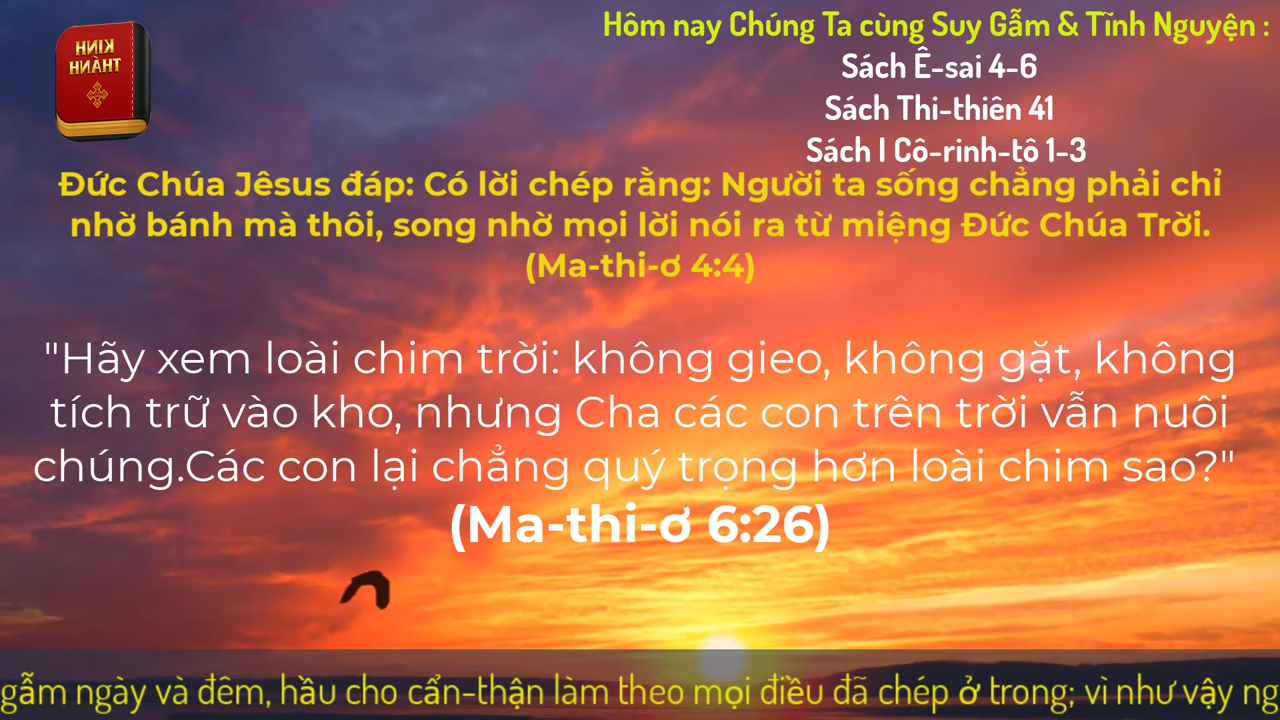 KINH
THÁNH
Hôm nay Chúng Ta cùng Suy Gẫm & Tĩnh Nguyện :
Sách Ê-sai 4-6
Sách Thi-thiên 41
Sách I Cô-rinh-tô 1-3
Đức Chúa Jêsus đáp: Có lời chép rằng: Người ta sống chẳng phải chỉ
nhờ bánh mà thôi, song nhờ mọi lời nói ra từ miệng Đức Chúa Trời.
(Ma-thi-ơ 4:4)
"Hãy xem loài chim trời: không gieo, không gặt, không
tích trữ vào kho, nhưng Cha các con trên trời vẫn nuôi
chúng.Các con lại chẳng quý trọng hơn loài chim sao?"
(Ma-thi-ơ 6:26)
gẫm ngày và đêm, hầu cho cẩn-thận làm theo mọi điều đã chép ở trong; vì như vậy ng